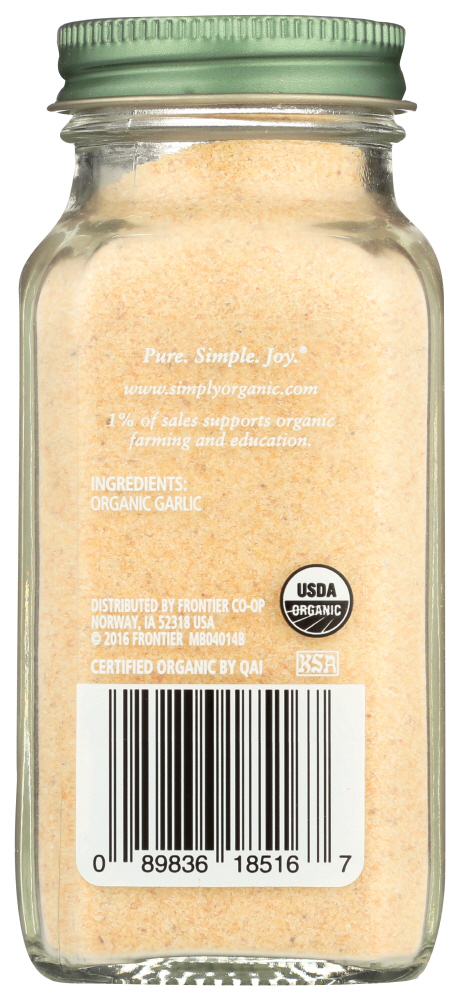 Pure. Simple. Joy.®
www.simplyorganic.com
1% of sales supports organic
farming and education.
INGREDIENTS:
ORGANIC GARLIC
USDA
ORGANIC
DISTRIBUTED BY FRONTIER CO-OP
NORWAY, IA 52318 USA
© 2016 FRONTIER MB04014B
CERTIFIED ORGANIC BY QAI
KSA
0 89836 18516 7